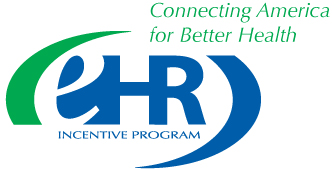 Connecting America
for Better Health
eHR
INCENTIVE PROGRAM